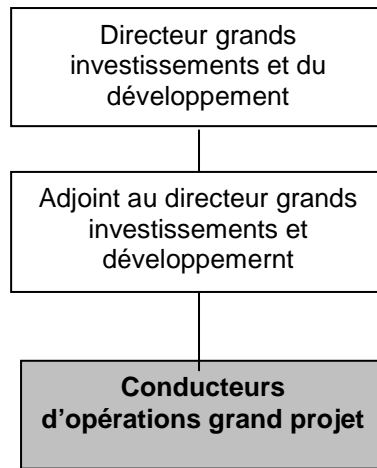 Directeur grands
investissements et du
développement
Adjoint au directeur grands
investissements et
développemernt
Conducteurs
d’opérations grand projet